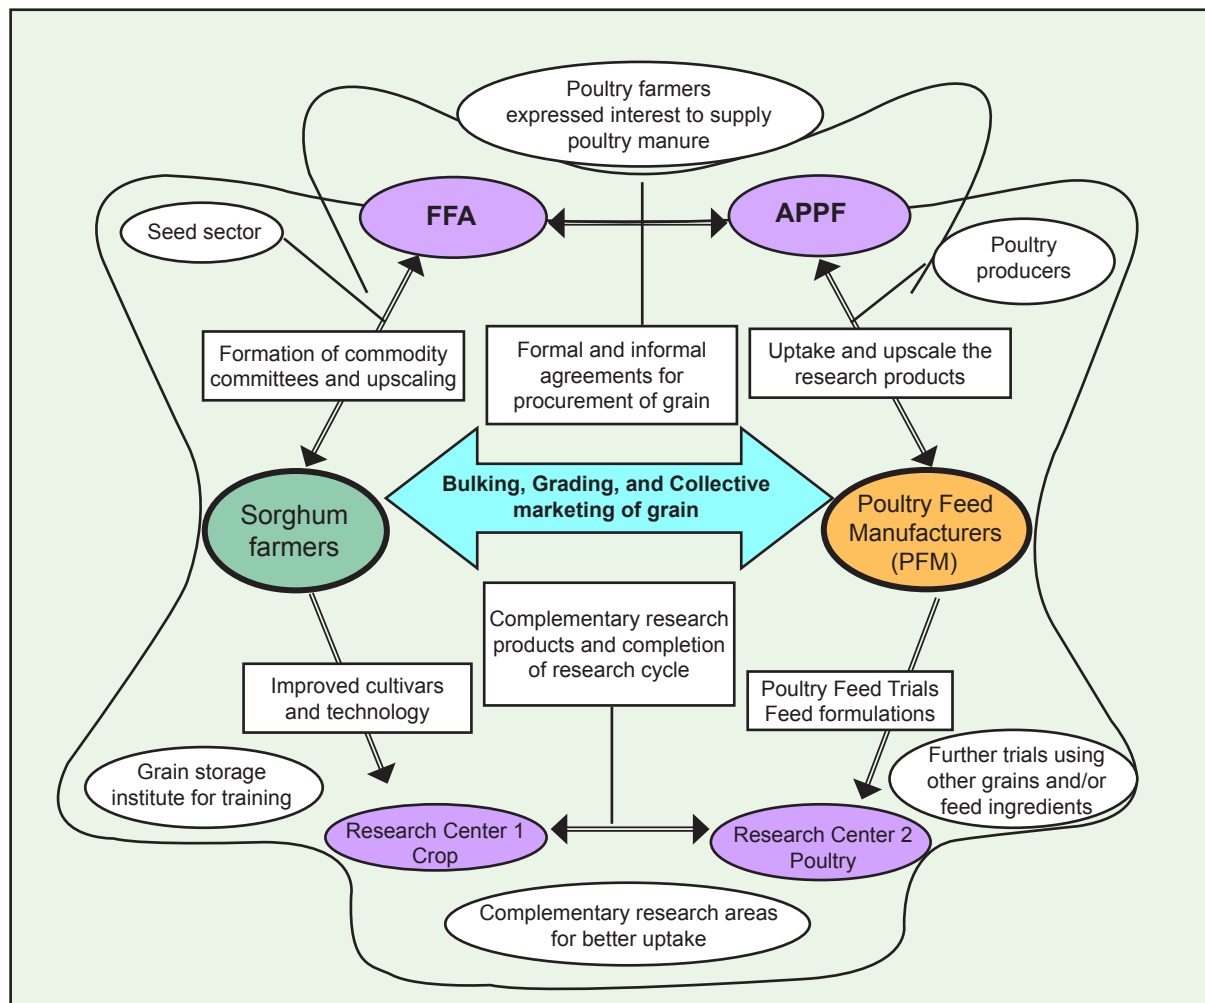 Poultry farmers
expressed interest to supply
poultry manure
FFA
APPF
Seed sector
Poultry
producers
Formation of commodity
committees and upscaling
Formal and informal
agreements for
procurement of grain
Uptake and upscale the
research products
Sorghum
farmers
Bulking, Grading, and Collective
marketing of grain
Poultry Feed
Manufacturers
(PFM)
Complementary research
products and completion
of research cycle
Improved cultivars
and technology
Poultry Feed Trials
Feed formulations
Grain storage
institute for training
Further trials using
other grains and/or
feed ingredients
Research Center 1
Crop
Research Center 2
Poultry
Complementary research areas
for better uptake